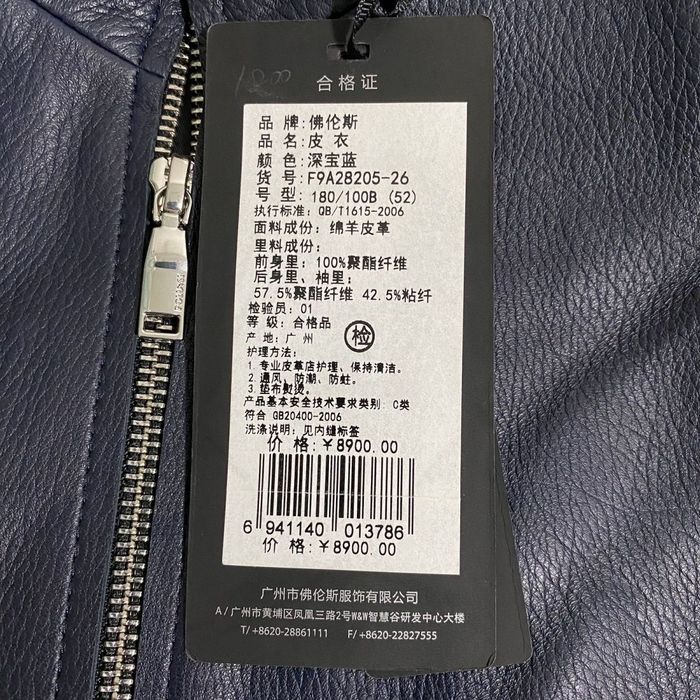 1800
合格证
品 牌:佛伦斯
品 名:皮 衣
颜 色:深宝蓝
货 号:F9A28205-26
号 型:180/100B (52)
执行标准: QB/T1615-2006
面料成份: 绵羊皮革
里料成份:
前身里: 100%聚酯纤维
后身里、袖里:
57.5%聚酯纤维 42.5%粘纤
检验员: 01
等 级: 合格品
产 地: 广州
检
护理方法:
1.专业皮革店护理、保持清洁。
2.通风、防潮、防蛀。
3.垫布熨烫。
产品基本安全技术要求类别: C类
符合 GB20400-2006
洗涤说明: 见内缝标签
价 格:￥8900.00
6 941140 013786
价 格:￥8900.00
广州市佛伦斯服饰有限公司
A / 广州市黄埔区凤凰三路2号W&W智慧谷研发中心大楼
T/ +8620-28861111 F/ +8620-22827555